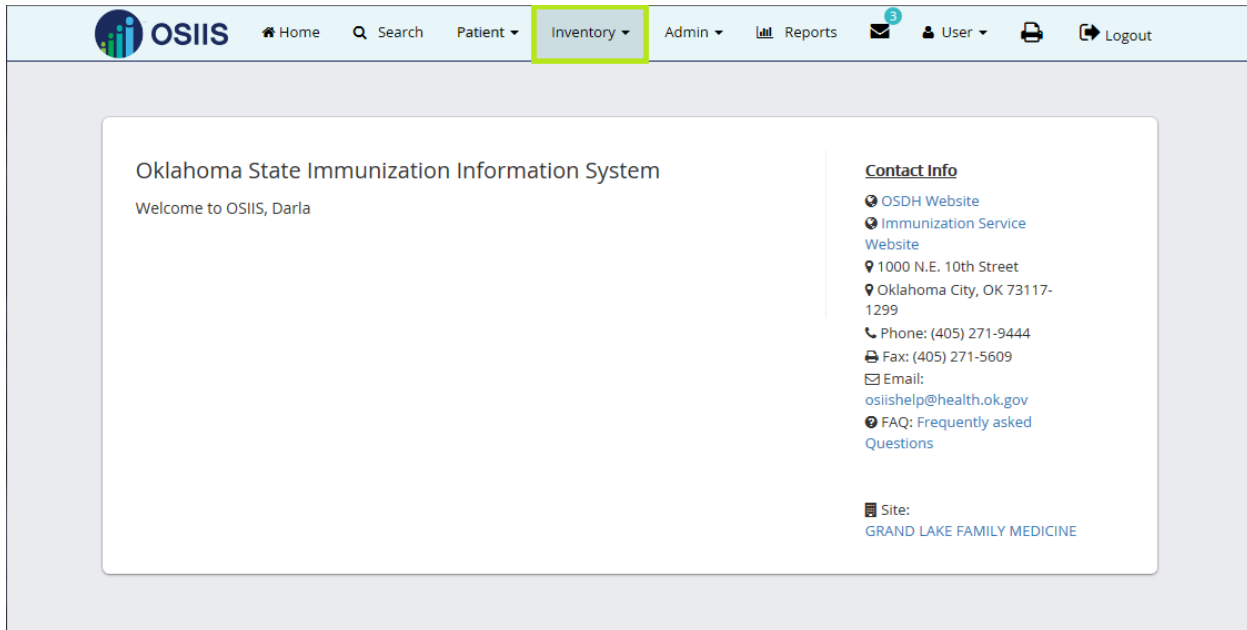 OSIIS Home Search Patient Inventory Admin Reports 3 User Logout
Oklahoma State Immunization Information System
Welcome to OSIIS, Darla
Contact Info
OSDH Website
Immunization Service
Website
1000 N.E. 10th Street
Oklahoma City, OK 73117-
1299
Phone: (405) 271-9444
Fax: (405) 271-5609
Email:
osiishelp@health.ok.gov
FAQ: Frequently asked
Questions
Site:
GRAND LAKE FAMILY MEDICINE